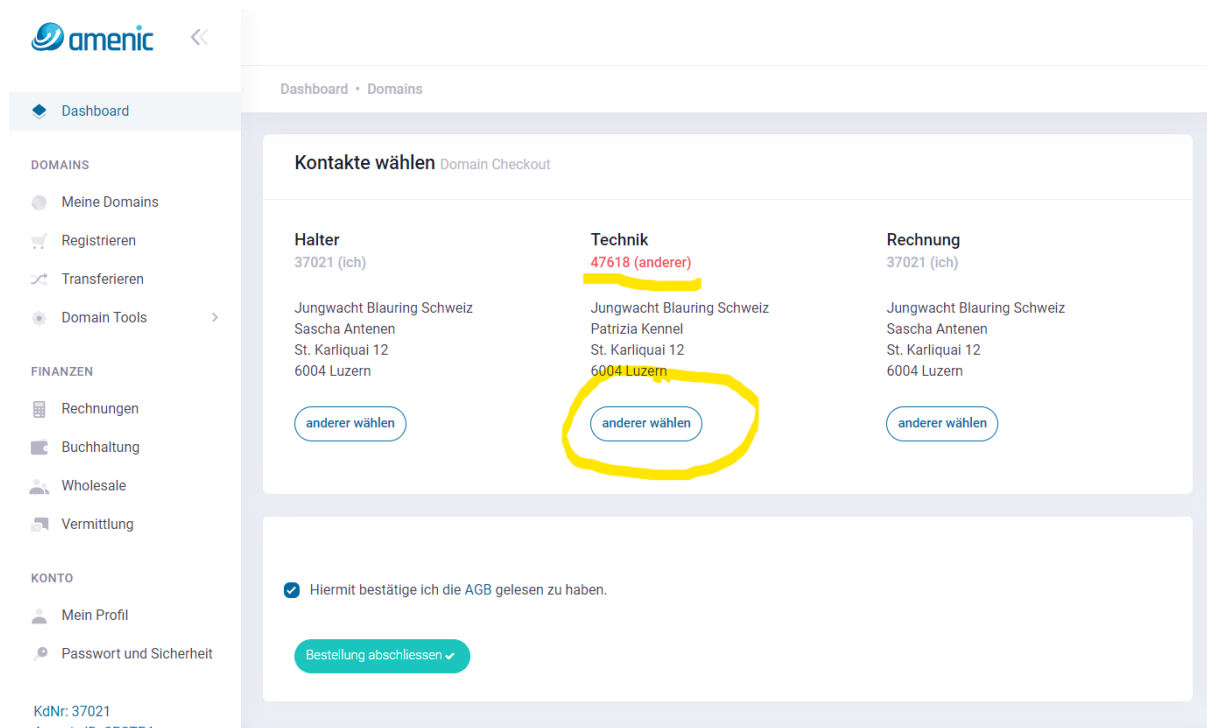 amenic
Dashboard
DOMAINS
Meine Domains
Registrieren
Transferieren
Domain Tools
FINANZEN
Rechnungen
Buchhaltung
Wholesale
Vermittlung
KONTO
Mein Profil
Passwort und Sicherheit
KdNr: 37021
Dashboard • Domains
Kontakte wählen Domain Checkout
Halter
37021 (ich)
Jungwacht Blauring Schweiz
Sascha Antenen
St. Karliquai 12
6004 Luzern
anderer wählen
Technik
47618 (anderer)
Jungwacht Blauring Schweiz
Patrizia Kennel
St. Karliquai 12
6004 Luzern
anderer wählen
Rechnung
37021 (ich)
Jungwacht Blauring Schweiz
Sascha Antenen
St. Karliquai 12
6004 Luzern
anderer wählen
Hiermit bestätige ich die AGB gelesen zu haben.
Bestellung abschliessen